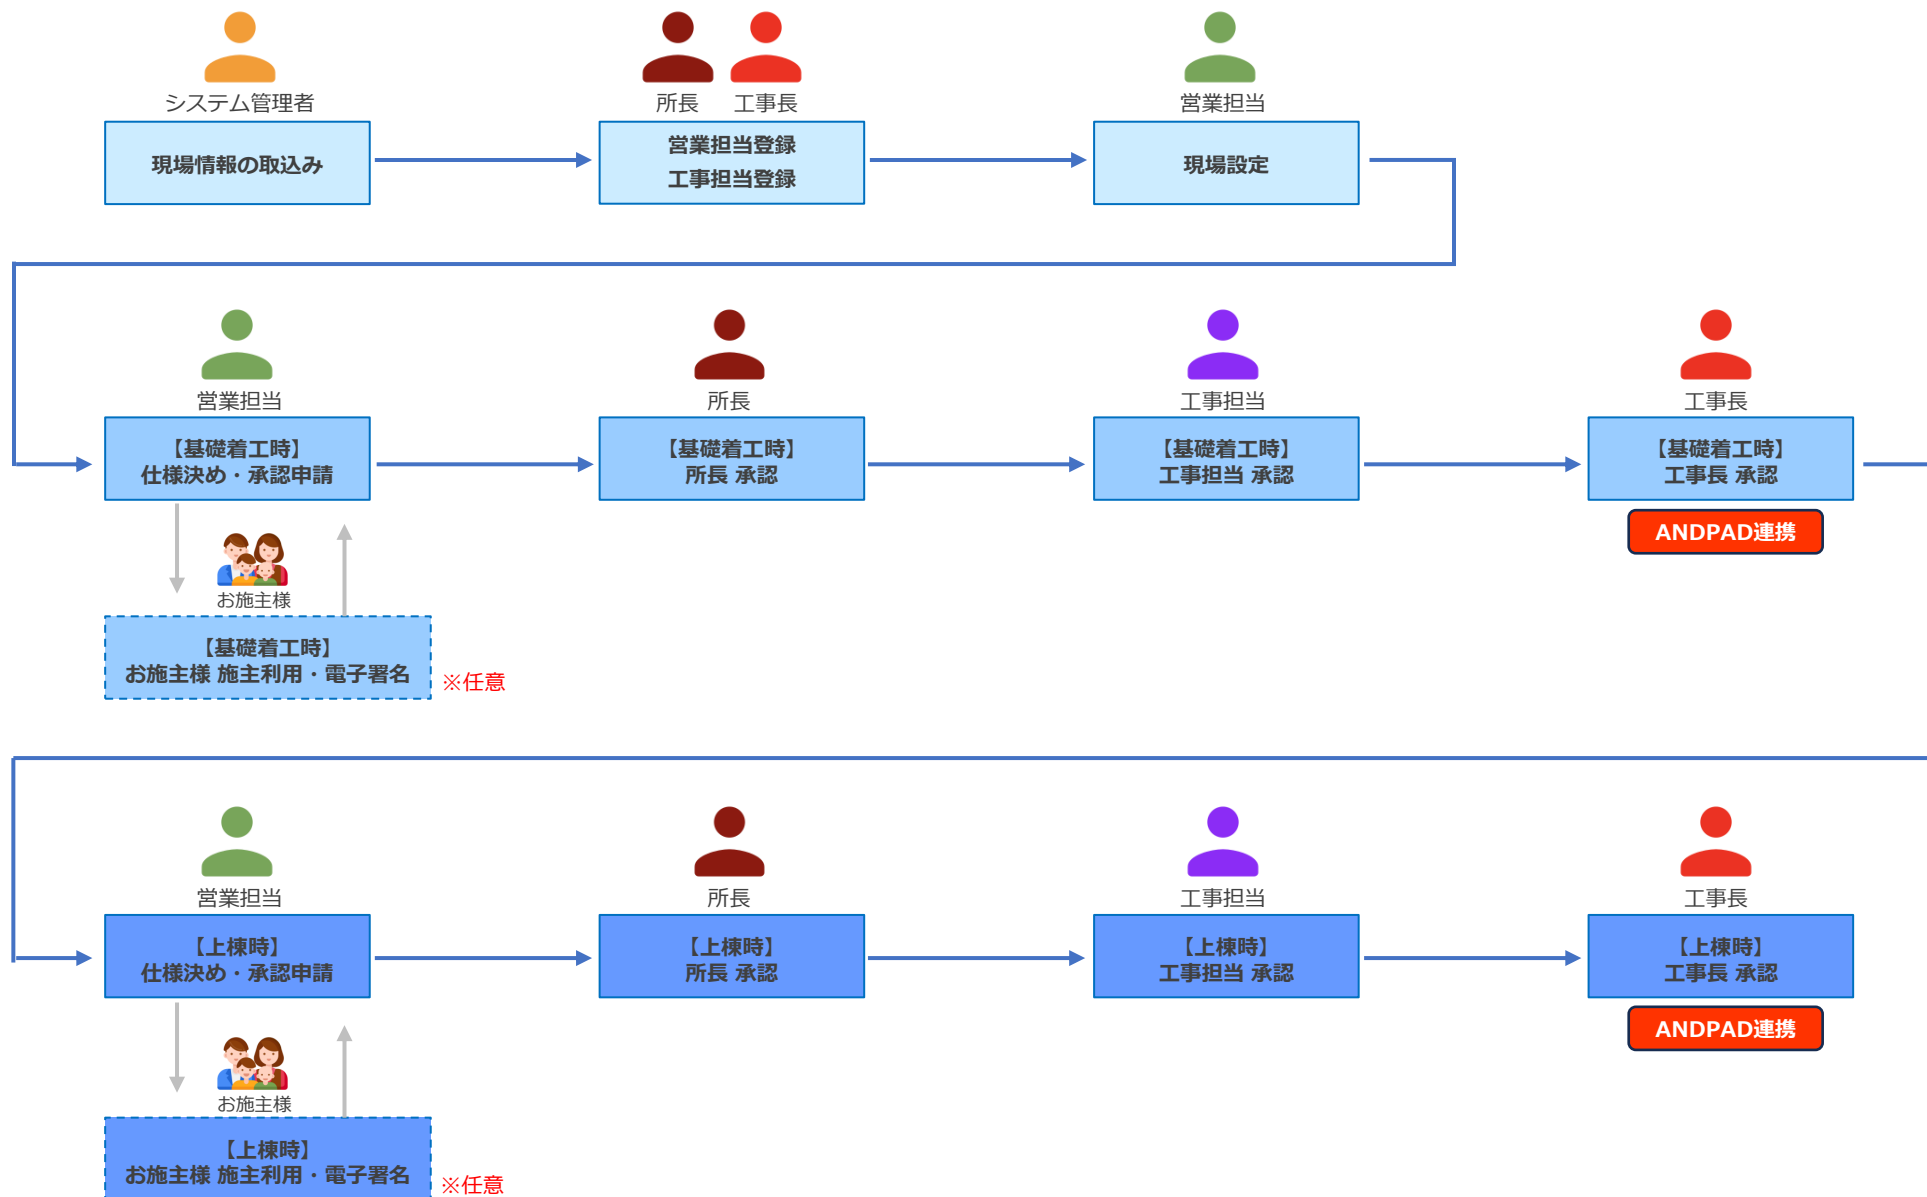 システム管理者
現場情報の取込み
所長
工事長
営業担当登録
工事担当登録
営業担当
現場設定
営業担当
【基礎着工時】
仕様決め・承認申請
所長
【基礎着工時】
所長 承認
工事担当
【基礎着工時】
工事担当 承認
工事長
【基礎着工時】
工事長 承認
ANDPAD連携
お施主様
【基礎着工時】
お施主様 施主利用・電子署名
※任意
営業担当
【上棟時】
仕様決め・承認申請
所長
【上棟時】
所長 承認
工事担当
【上棟時】
工事担当 承認
工事長
【上棟時】
工事長 承認
ANDPAD連携
お施主様
【上棟時】
お施主様 施主利用・電子署名
※任意